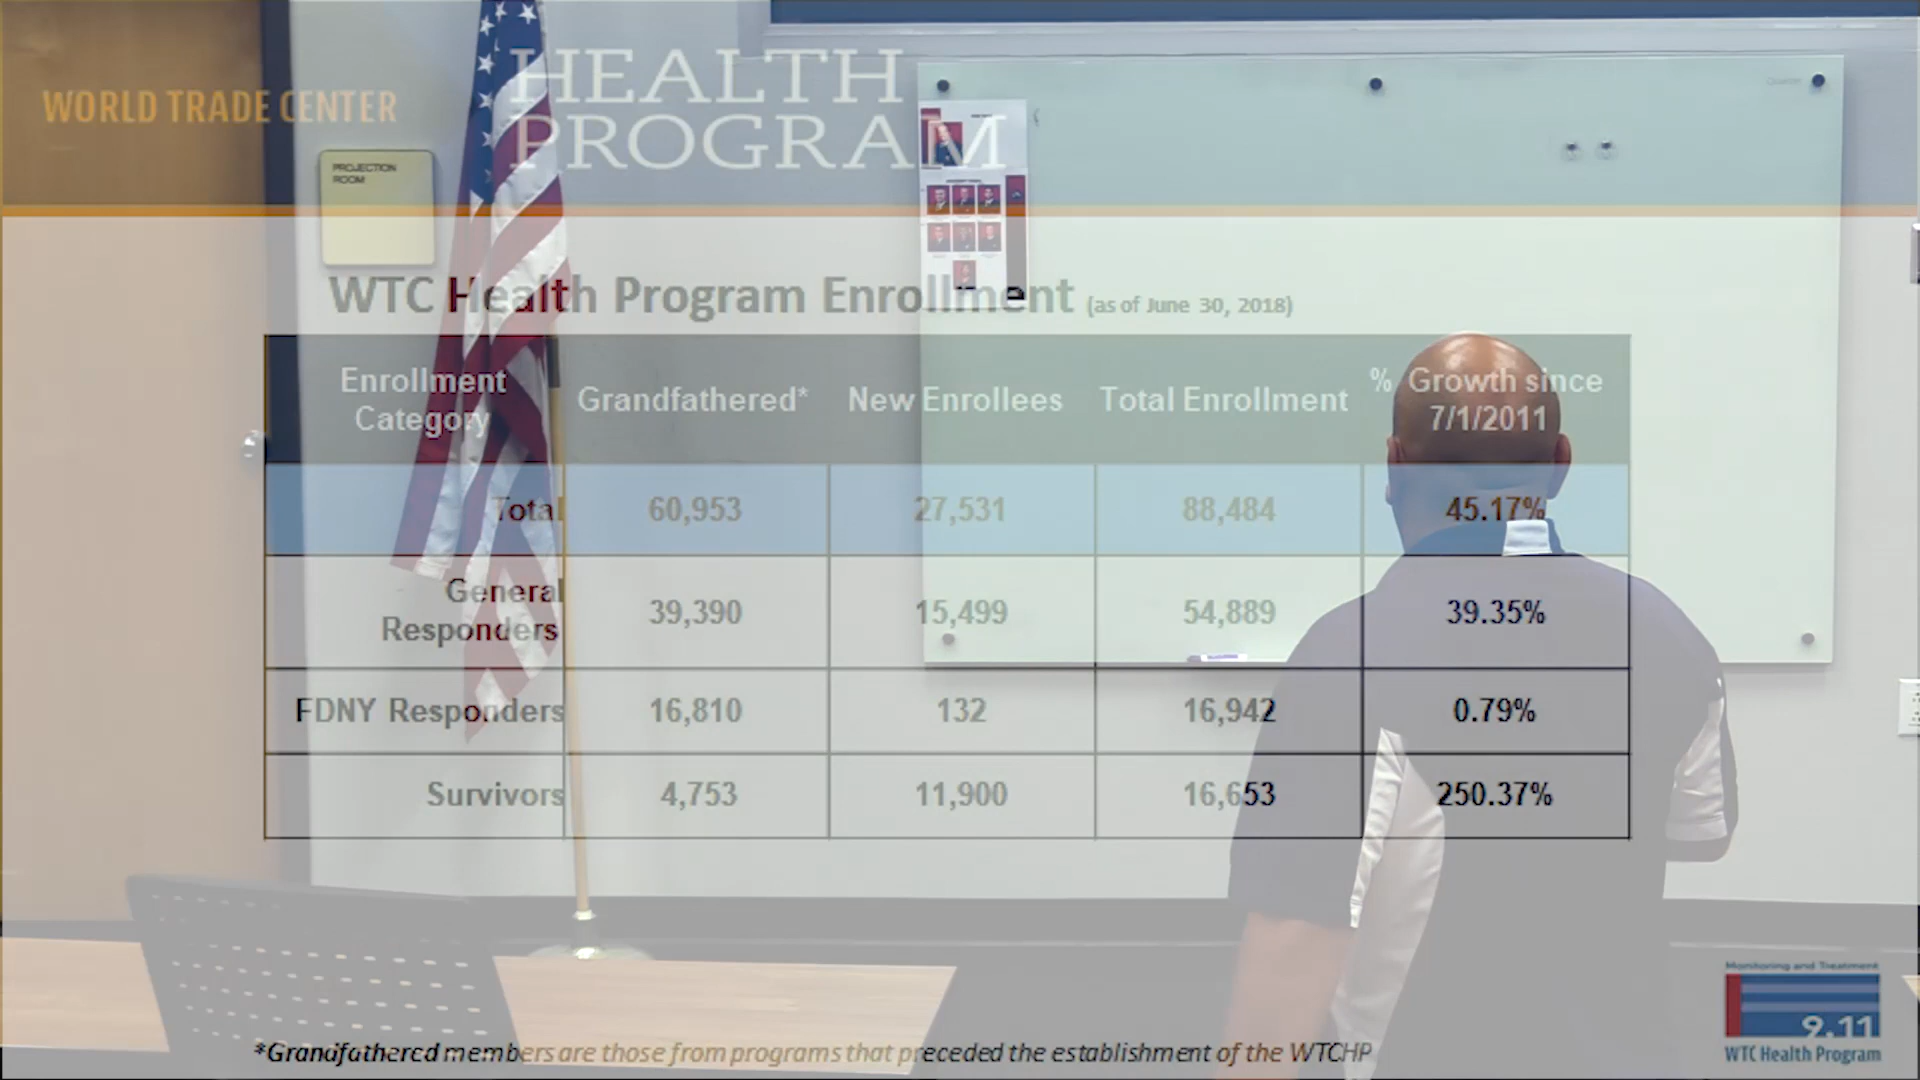 WORLD TRADE CENTER
HEALTH
PROGRAM
PROJECTION
ROOM
WTC Health Program Enrollment (as of June 30, 2018)
Enrollment Category Grandfathered* New Enrollees Total Enrollment % Growth since 7/1/2011
Total 60,953 27,531 88,484 45.17%
General Responders 39,390 15,499 54,889 39.35%
FDNY Responders 16,810 132 16,942 0.79%
Survivors 4,753 11,900 16,653 250.37%
*Grandfathered members are those from programs that preceded the establishment of the WTCHP
Monitoring and Treatment
9.11
WTC Health Program